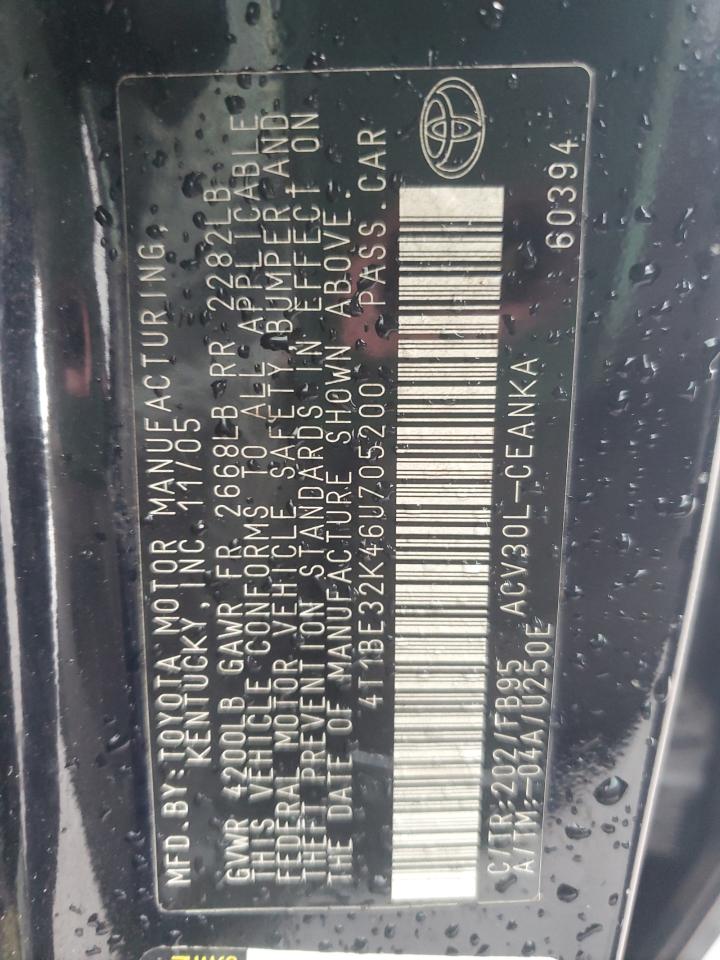 MFD.BY:TOYOTA MOTOR MANUFACTURING,
KENTUCKY,INC.11/05
GVWR 4200LB GAWR FR 2668LB RR 2282LB
THIS VEHICLE CONFORMS TO ALL APPLICABLE
FEDERAL MOTOR VEHICLE SAFETY,BUMPER AND
THEFT PREVENTION STANDARDS IN EFFECT ON
THE DATE OF MANUFACTURE SHOWN ABOVE.
4T1BE32K46U705200 PASS.CAR
C/TR:202/FB95 ACV30L-CEANKA
A/TM:-04A/U250E 60394